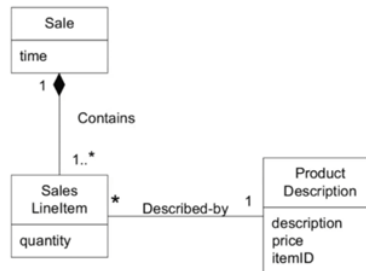 Sale
time
1
Contains
1..*
Sales
LineItem
quantity
*
Described-by
1
Product
Description
description
price
itemID